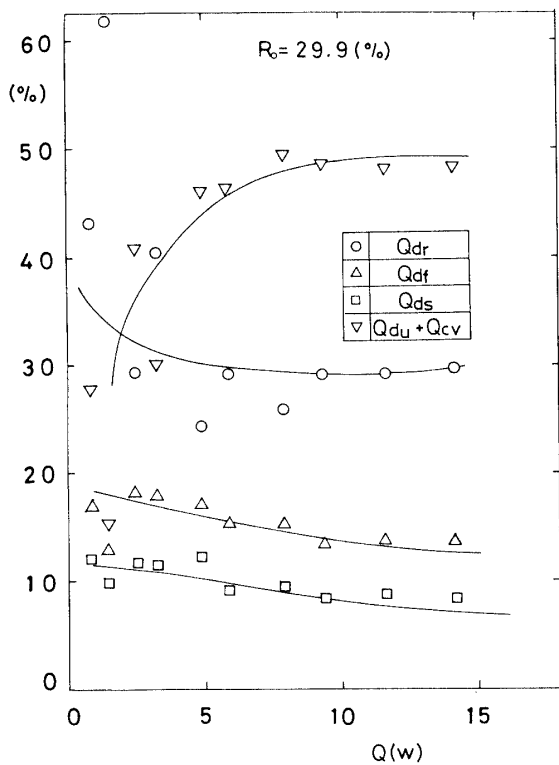 60
(%)
R₀= 29.9 (%)
50
Qdr
Qdf
Qds
Qdu + Qcv
40
30
20
10
0
0 5 10 15
Q(w)